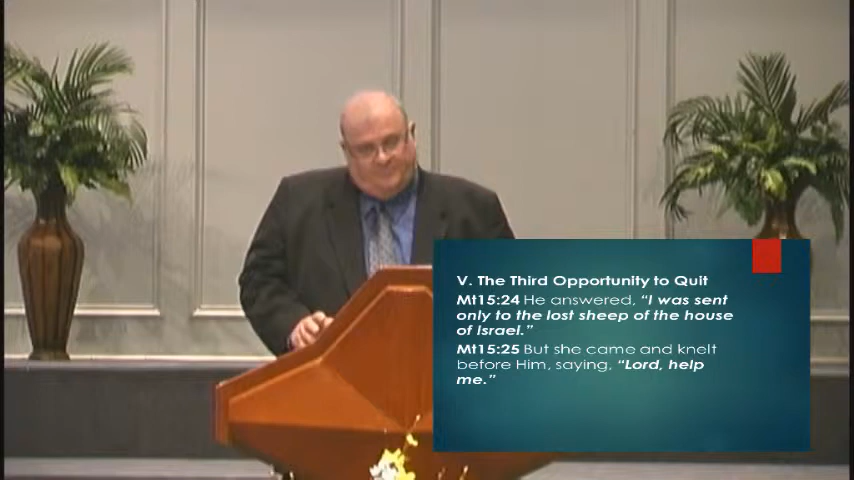 V. The Third Opportunity to Quit
Mt15:24 He answered, “I was sent
only to the lost sheep of the house
of Israel.”
Mt15:25 But she came and knelt
before Him, saying, “Lord, help
me.”